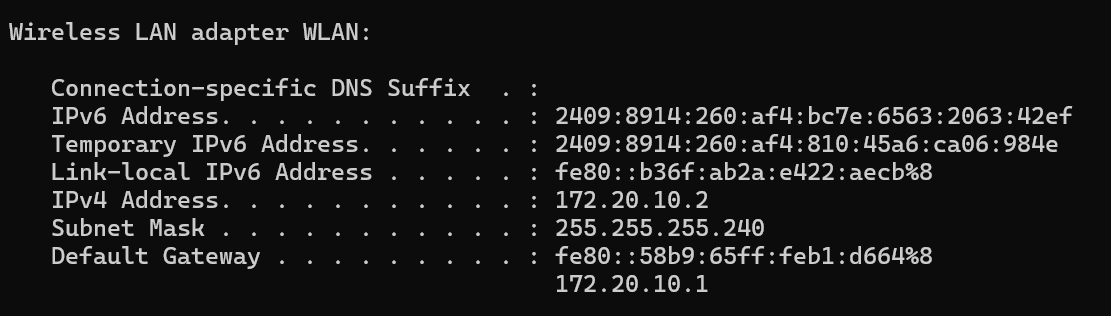 Wireless LAN adapter WLAN:
Connection-specific DNS Suffix  . :
IPv6 Address. . . . . . . . . . . : 2409:8914:260:af4:bc7e:6563:2063:42ef
Temporary IPv6 Address. . . . . . : 2409:8914:260:af4:810:45a6:ca06:984e
Link-local IPv6 Address . . . . . : fe80::b36f:ab2a:e422:aecb%8
IPv4 Address. . . . . . . . . . . : 172.20.10.2
Subnet Mask . . . . . . . . . . . : 255.255.255.240
Default Gateway . . . . . . . . . : fe80::58b9:65ff:feb1:d664%8
172.20.10.1